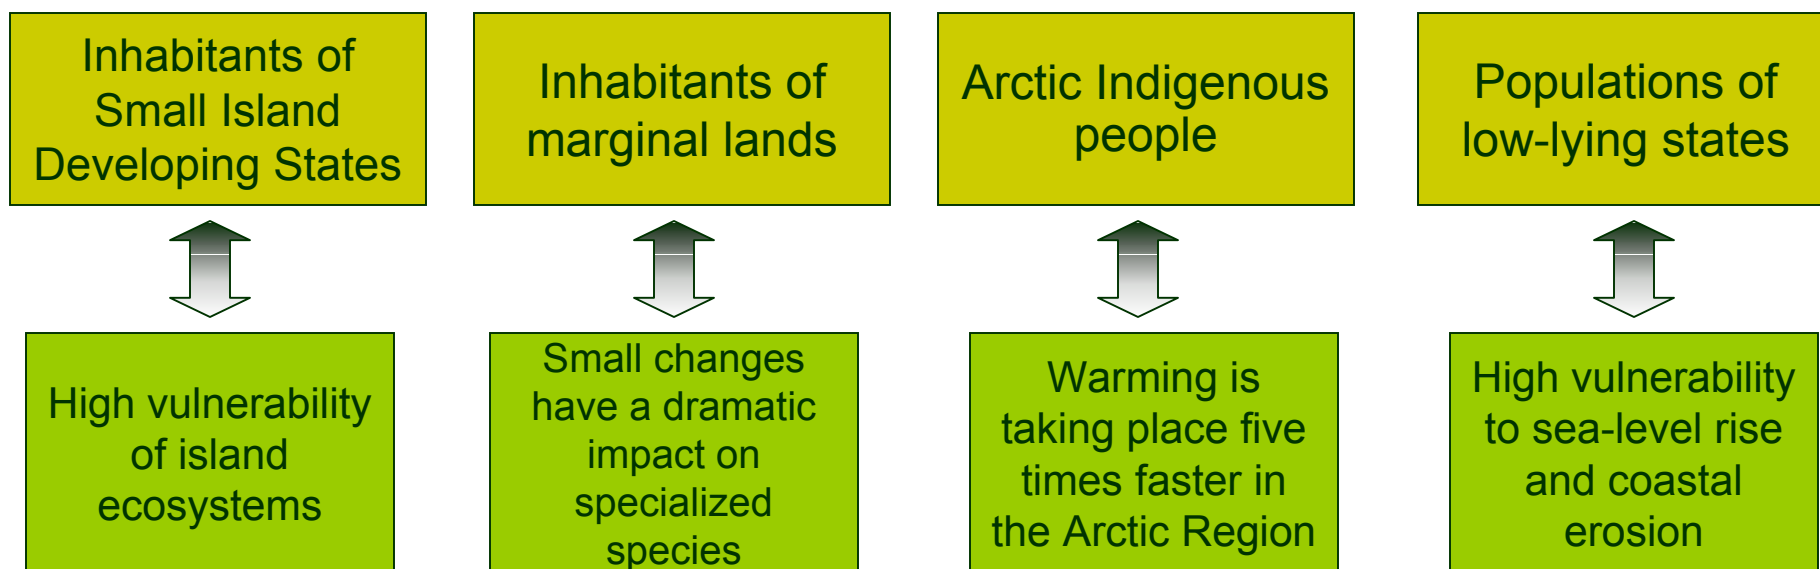 Inhabitants of
Small Island
Developing States
Inhabitants of
marginal lands
Arctic Indigenous
people
Populations of
low-lying states
High vulnerability
of island
ecosystems
Small changes
have a dramatic
impact on
specialized
species
Warming is
taking place five
times faster in
the Arctic Region
High vulnerability
to sea-level rise
and coastal
erosion